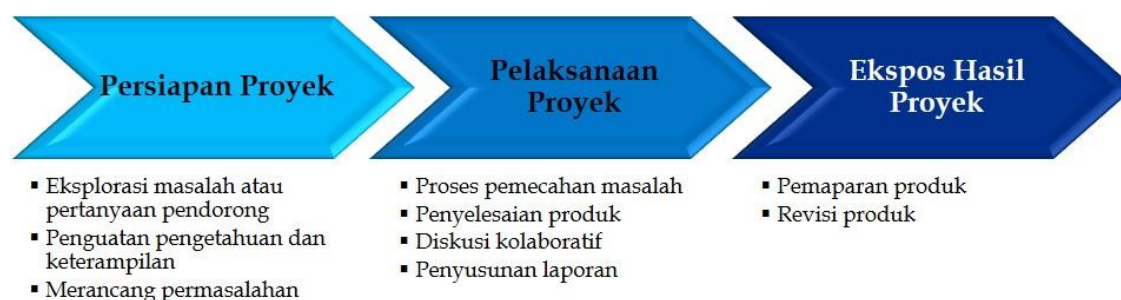 Persiapan Proyek
▪ Eksplorasi masalah atau
pertanyaan pendorong
▪ Penguatan pengetahuan dan
keterampilan
▪ Merancang permasalahan
Pelaksanaan
Proyek
▪ Proses pemecahan masalah
▪ Penyelesaian produk
▪ Diskusi kolaboratif
▪ Penyusunan laporan
Ekspos Hasil
Proyek
▪ Pemaparan produk
▪ Revisi produk